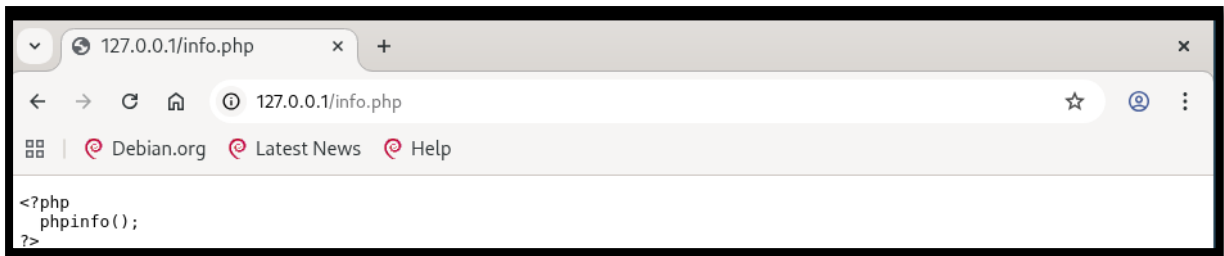 127.0.0.1/info.php
127.0.0.1/info.php
Debian.org Latest News Help
<?php
  phpinfo();
?>